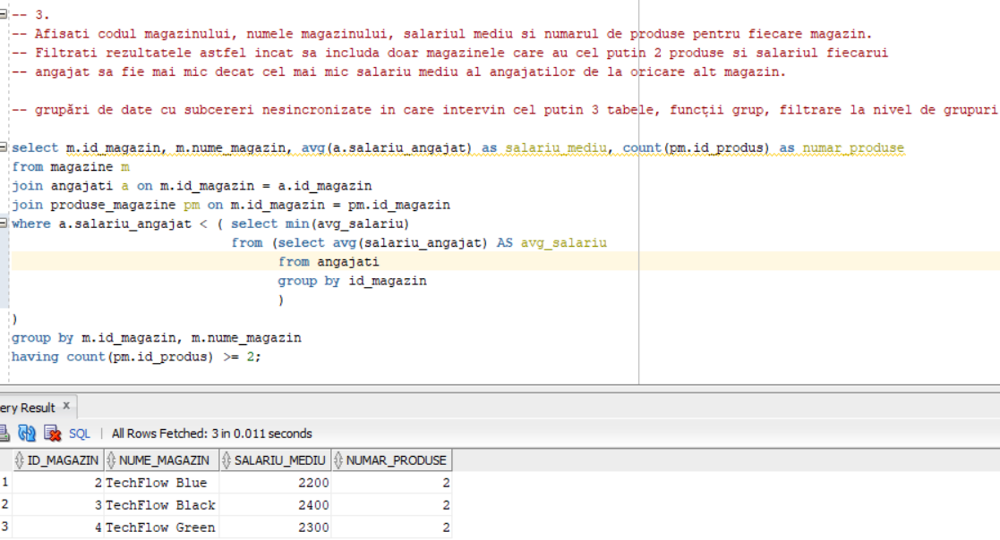 -- 3.
-- Afisati codul magazinului, numele magazinului, salariul mediu si numarul de produse pentru fiecare magazin.
-- Filtrati rezultatele astfel incat sa includa doar magazinele care au cel putin 2 produse si salariul fiecarui
-- angajat sa fie mai mic decat cel mai mic salariu mediu al angajatilor de la oricare alt magazin.
-- grupări de date cu subcereri nesincronizate in care intervin cel putin 3 tabele, funcții grup, filtrare la nivel de grupuri
select m.id_magazin, m.nume_magazin, avg(a.salariu_angajat) as salariu_mediu, count(pm.id_produs) as numar_produse
from magazine m
join angajati a on m.id_magazin = a.id_magazin
join produse_magazine pm on m.id_magazin = pm.id_magazin
where a.salariu_angajat < ( select min(avg_salariu)
from (select avg(salariu_angajat) AS avg_salariu
from angajati
group by id_magazin
)
)
group by m.id_magazin, m.nume_magazin
having count(pm.id_produs) >= 2;
ery Result x
SQL | All Rows Fetched: 3 in 0.011 seconds
ID_MAGAZIN NUME_MAGAZIN SALARIU_MEDIU NUMAR_PRODUSE
1 2 TechFlow Blue 2200 2
2 3 TechFlow Black 2400 2
3 4 TechFlow Green 2300 2